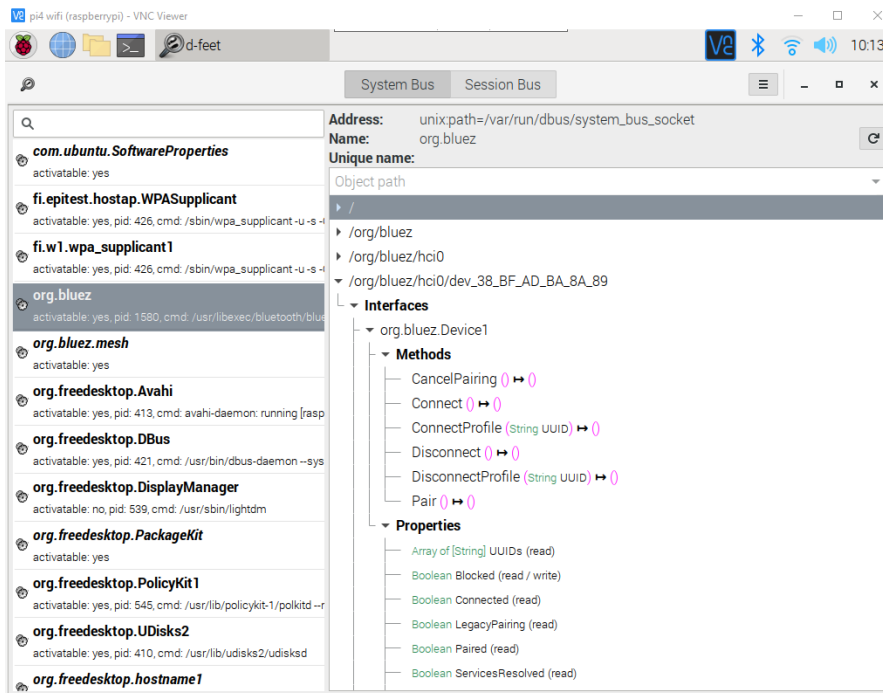 pi4 wifi (raspberrypi) - VNC Viewer
d-feet
10:13
System Bus Session Bus
com.ubuntu.SoftwareProperties
activatable: yes
fi.epitest.hostap.WPASupplicant
activatable: yes, pid: 426, cmd: /sbin/wpa_supplicant -u -s
fi.w1.wpa_supplicant1
activatable: yes, pid: 426, cmd: /sbin/wpa_supplicant -u -s
org.bluez
activatable: yes, pid: 1580, cmd: /usr/libexec/bluetooth/blue
org.bluez.mesh
activatable: yes
org.freedesktop.Avahi
activatable: yes, pid: 413, cmd: avahi-daemon: running [rasp
org.freedesktop.DBus
activatable: yes, pid: 421, cmd: /usr/bin/dbus-daemon --sys
org.freedesktop.DisplayManager
activatable: no, pid: 539, cmd: /usr/sbin/lightdm
org.freedesktop.PackageKit
activatable: yes
org.freedesktop.PolicyKit1
activatable: yes, pid: 545, cmd: /usr/lib/policykit-1/polkitd --r
org.freedesktop.UDisks2
activatable: yes, pid: 410, cmd: /usr/lib/udisks2/udisksd
org.freedesktop.hostname1
Address: unix:path=/var/run/dbus/system_bus_socket
Name: org.bluez
Unique name:
Object path
/
/org/bluez
/org/bluez/hci0
/org/bluez/hci0/dev_38_BF_AD_BA_8A_89
Interfaces
org.bluez.Device1
Methods
CancelPairing () ↦ ()
Connect () ↦ ()
ConnectProfile (String UUID) ↦ ()
Disconnect () ↦ ()
DisconnectProfile (String UUID) ↦ ()
Pair () ↦ ()
Properties
Array of [String] UUIDs (read)
Boolean Blocked (read / write)
Boolean Connected (read)
Boolean LegacyPairing (read)
Boolean Paired (read)
Boolean ServicesResolved (read)